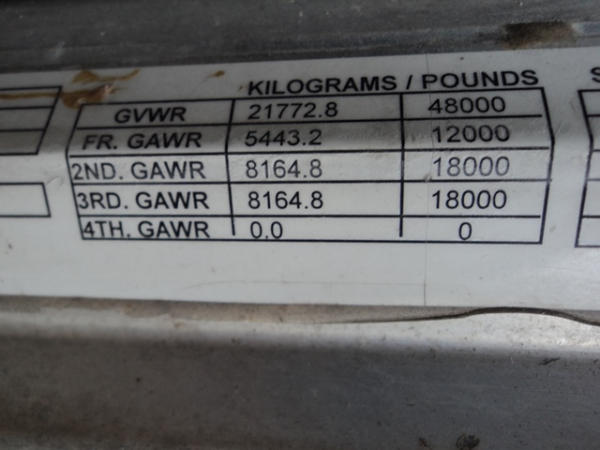 KILOGRAMS / POUNDS
GVWR 21772.8 48000
FR. GAWR 5443.2 12000
2ND. GAWR 8164.8 18000
3RD. GAWR 8164.8 18000
4TH. GAWR 0.0 0